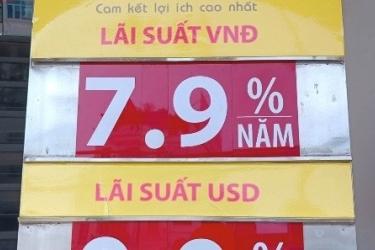 Cam kết lợi ích cao nhất
LÃI SUẤT VNĐ
7.9 %
NĂM
LÃI SUẤT USD
%